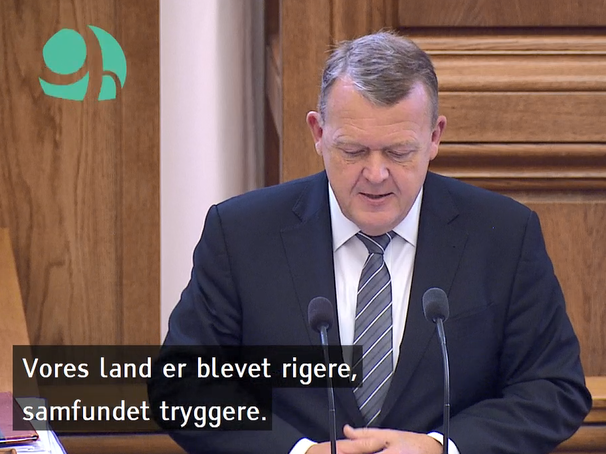 Vores land er blevet rigere,
samfundet tryggere.